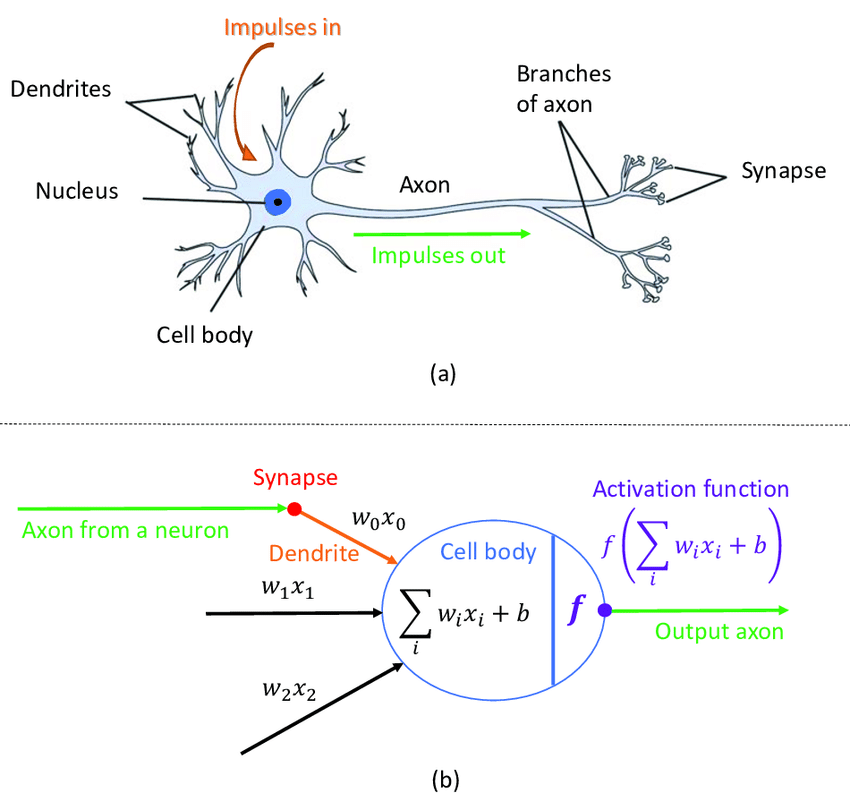 Impulses in
Dendrites
Branches
of axon
Nucleus
Axon
Synapse
Impulses out
Cell body
(a)
Synapse
Activation function
Axon from a neuron
w₀x₀
f(∑ᵢ wᵢxᵢ + b)
Dendrite
Cell body
w₁x₁
∑ᵢ wᵢxᵢ + b
f
Output axon
w₂x₂
(b)